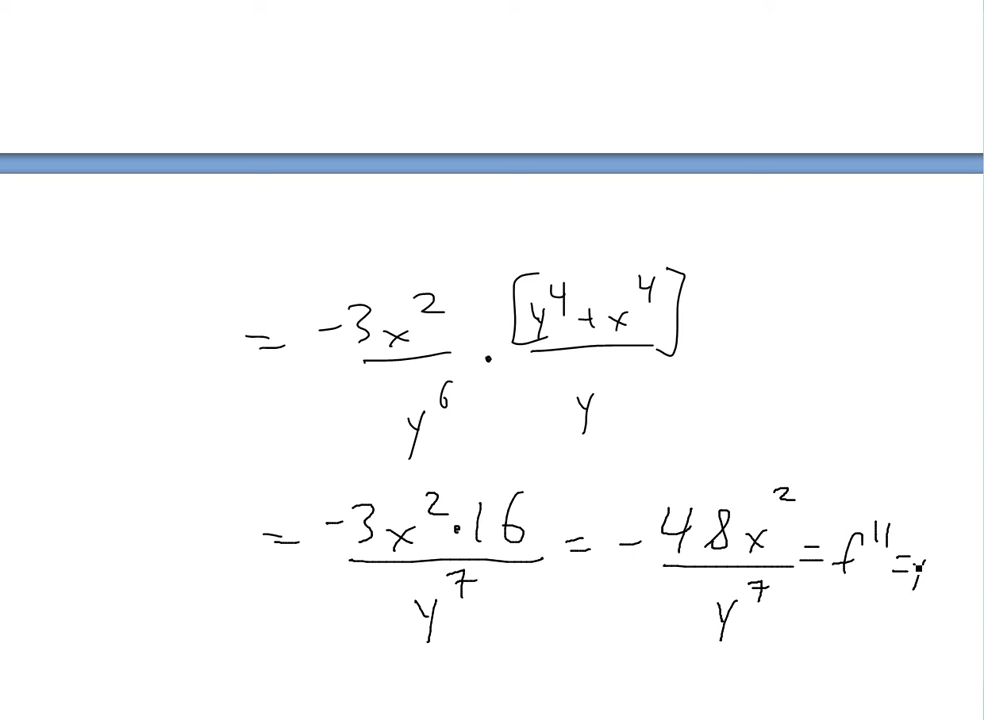 = -3x²/y⁶ · [y⁴+x⁴]/y
= -3x²·16/y⁷ = -48x²/y⁷ = f'' =